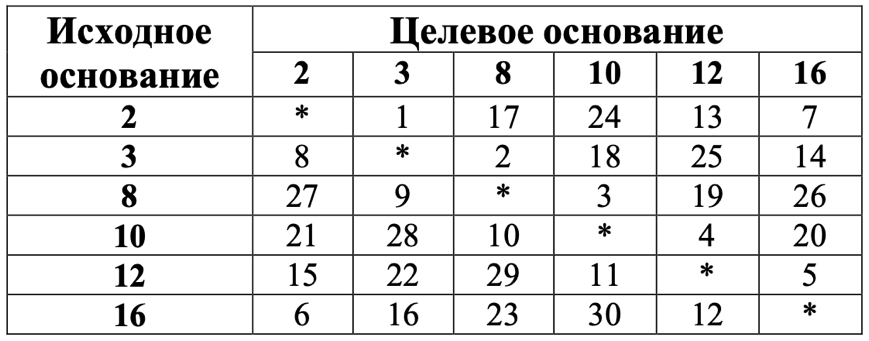 Исходное основание Целевое основание
2 3 8 10 12 16
2 * 1 17 24 13 7
3 8 * 2 18 25 14
8 27 9 * 3 19 26
10 21 28 10 * 4 20
12 15 22 29 11 * 5
16 6 16 23 30 12 *